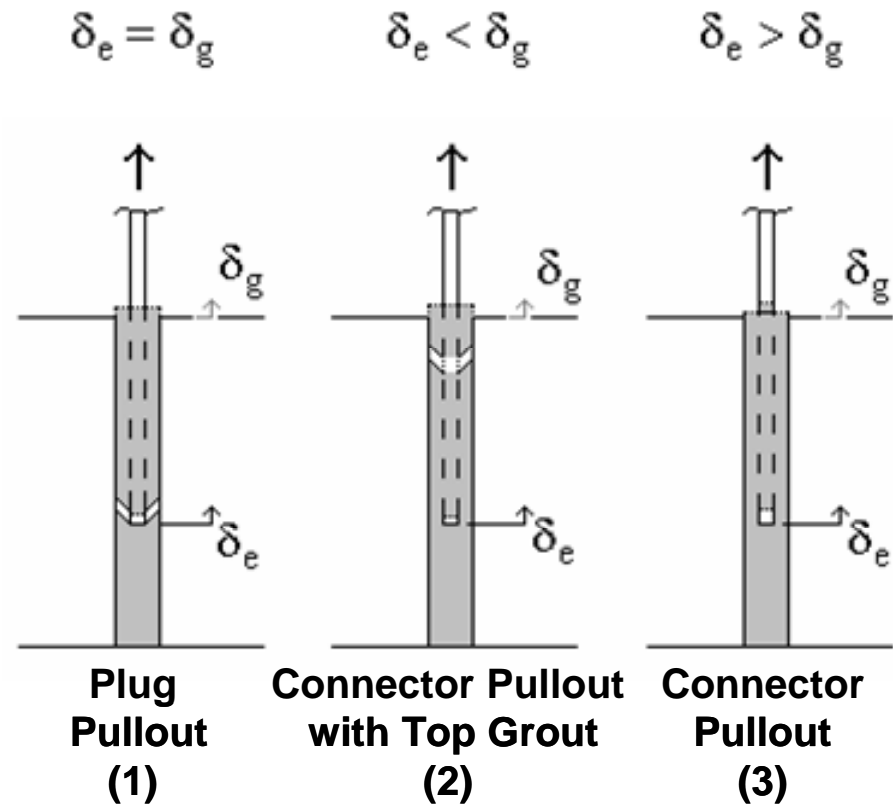 δe = δg
δe < δg
δe > δg
δg
δg
δg
δe
δe
δe
Plug
Pullout
(1)
Connector Pullout
with Top Grout
(2)
Connector
Pullout
(3)